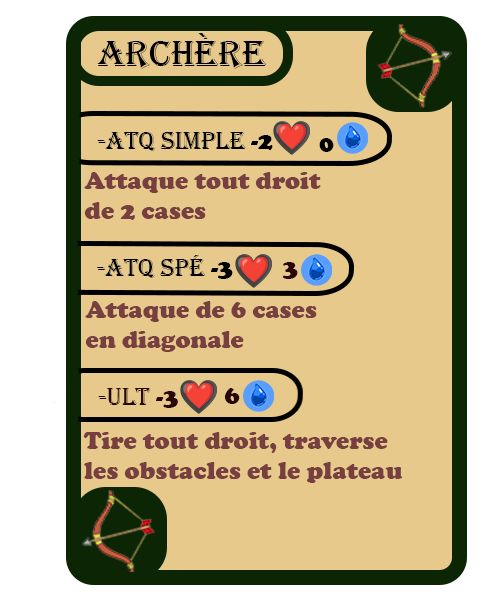 ARCHÈRE
=ATQ SIMPLE -2 0
Attaque tout droit
de 2 cases
=ATQ SPÉ -3 3
Attaque de 6 cases
en diagonale
=ULT -3 6
Tire tout droit, traverse
les obstacles et le plateau